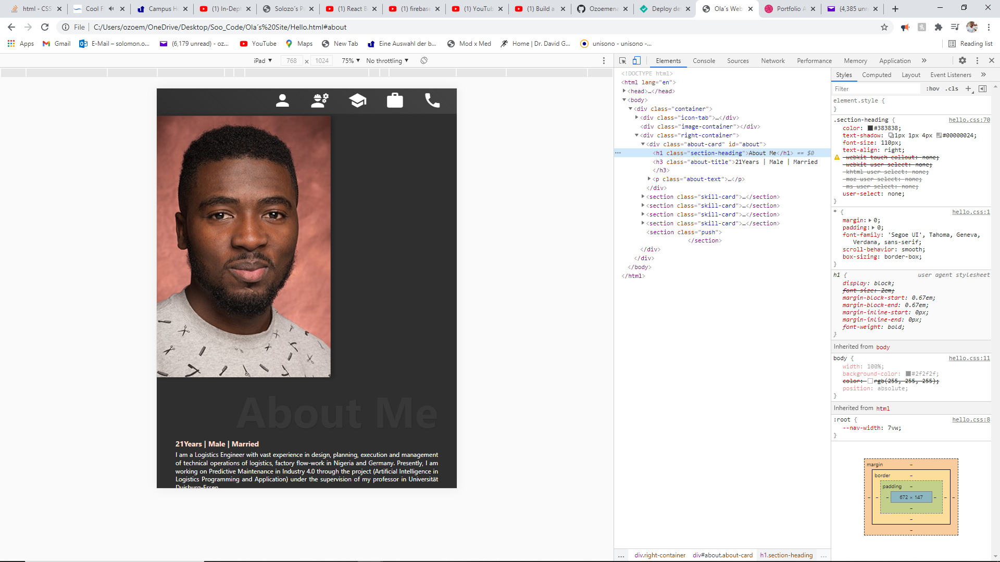 html - CSS
Cool F
Campus H
(1) In-Dept
Solozo´s P
(1) React B
(1) firebase
(1) YouTub
(1) Build a
Ozoemena
Deploy de
Ola´s Web
Portfolio A
(4,385 unr
File
C:/Users/ozoem/OneDrive/Desktop/Soo_Code/Ola´s%20Site/Hello.html#about
Apps Gmail E-Mail – solomon.o... (6,179 unread) - oz... YouTube Maps New Tab Eine Auswahl der b... Mod x Med Home | Dr. David G... unisono - unisono -... Reading list
iPad 768 x 1024 75% No throttling
21Years | Male | Married
About Me
I am a Logistics Engineer with vast experience in design, planning, execution and management
of technical operations of logistics, factory flow-work in Nigeria and Germany. Presently, I am
working on Predictive Maintenance in Industry 4.0 through the project (Artificial Intelligence in
Logistics Programming and Application) under the supervision of my professor in Universität
Duisburg-Essen
Elements Console Sources Network Performance Memory Application »
<!DOCTYPE html>
<html lang="en">
<head>…</head>
<body>
<div class="container">
<div class="icon-tab">…</div>
<div class="image-container"></div>
<div class="right-container">
<div class="about-card" id="about">
<h1 class="section-heading">About Me</h1> == $0
<h3 class="about-title">21Years | Male | Married
</h3>
<p class="about-text">…</p>
</div>
<section class="skill-card">…</section>
<section class="skill-card">…</section>
<section class="skill-card">…</section>
<section class="skill-card">…</section>
<section class="push">
</section>
</div>
</div>
</body>
</html>
... div.right-container div#about.about-card h1.section-heading ...
Styles Computed Layout Event Listeners »
Filter :hov .cls +
element.style {
}
.section-heading { hello.css:70
color: #383838;
text-shadow: 1px 1px 4px #00000024;
font-size: 110px;
text-align: right;
-webkit-touch-callout: none;
-webkit-user-select: none;
-khtml-user-select: none;
-moz-user-select: none;
-ms-user-select: none;
user-select: none;
}
* { hello.css:1
margin: 0;
padding: 0;
font-family: 'Segoe UI', Tahoma, Geneva,
Verdana, sans-serif;
scroll-behavior: smooth;
box-sizing: border-box;
}
h1 { user agent stylesheet
display: block;
font-size: 2em;
margin-block-start: 0.67em;
margin-block-end: 0.67em;
margin-inline-start: 0px;
margin-inline-end: 0px;
font-weight: bold;
}
Inherited from body
body { hello.css:11
width: 100%;
background-color: #2f2f2f;
color: rgb(255, 255, 255);
position: absolute;
}
Inherited from html
:root { hello.css:8
--nav-width: 7vw;
}
margin –
border –
padding –
– – – 672 × 147 – – –
–
–
–